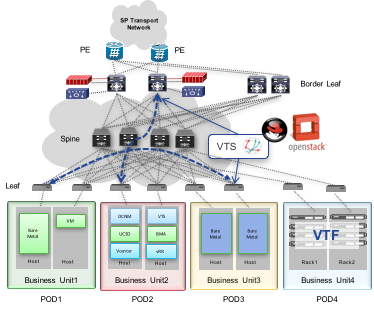 SP Transport
Network
PE
PE
Border Leaf
Spine
VTS
openstack
Leaf
Bare
Metal
VM
Host
Host
Business Unit1
DCNM
VTS
UCSD
BMA
Vcenter
vRR
Host
Host
Business Unit2
Bare
Metal
Bare
Metal
Host
Host
Business Unit3
VTF
Rack1
Rack2
Business Unit4
POD1
POD2
POD3
POD4